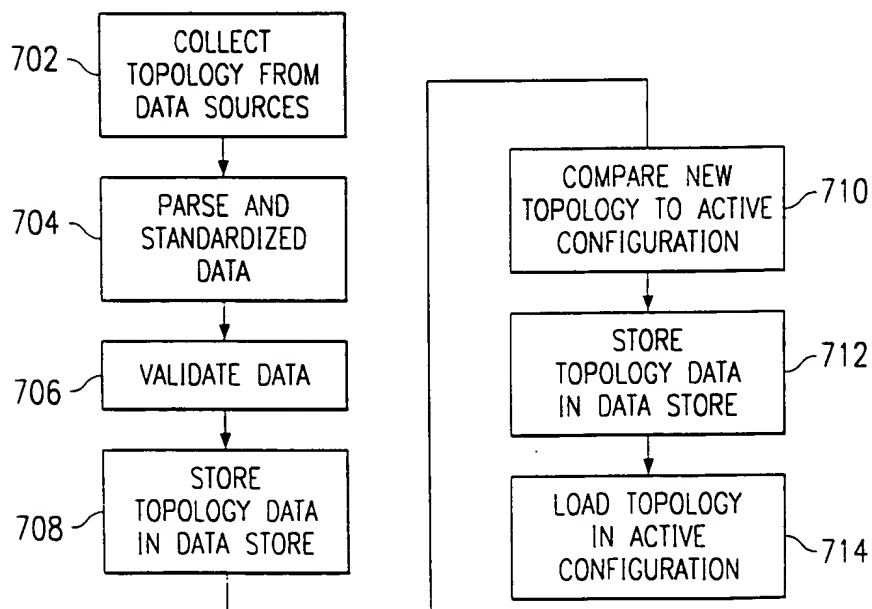 702
COLLECT
TOPOLOGY FROM
DATA SOURCES
704
PARSE AND
STANDARDIZED
DATA
706
VALIDATE DATA
708
STORE
TOPOLOGY DATA
IN DATA STORE
COMPARE NEW
TOPOLOGY TO ACTIVE
CONFIGURATION
710
STORE
TOPOLOGY DATA
IN DATA STORE
712
LOAD TOPOLOGY
IN ACTIVE
CONFIGURATION
714